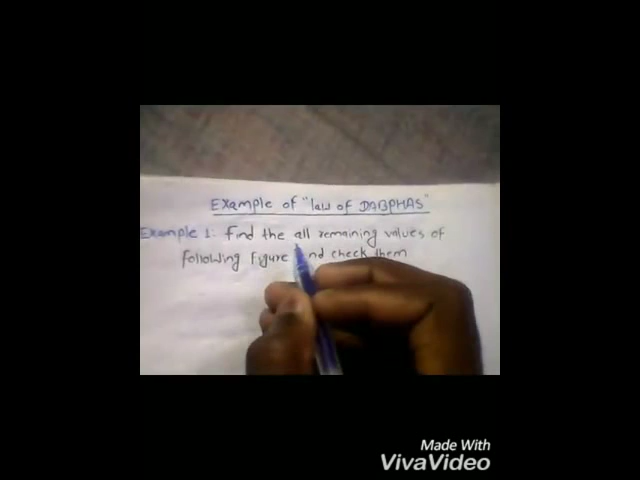 Example of "law of DABPHAS"
Example 1: Find the all remaining values of
following figure and check them
Made With
VivaVideo